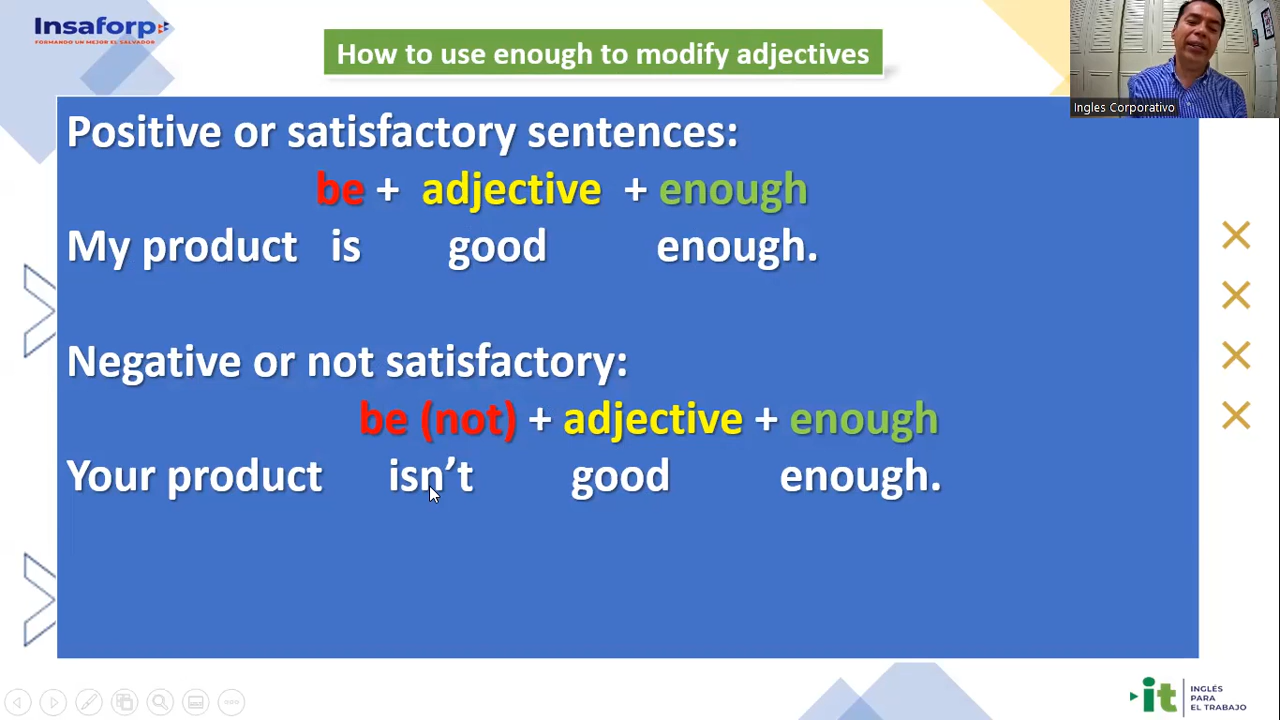 Insaforp
FORMANDO UN MEJOR EL SALVADOR
How to use enough to modify adjectives
Ingles Corporativo
Positive or satisfactory sentences:
be + adjective + enough
My product is good enough.
Negative or not satisfactory:
be (not) + adjective + enough
Your product isn’t good enough.
it
INGLÉS
PARA
EL TRABAJO